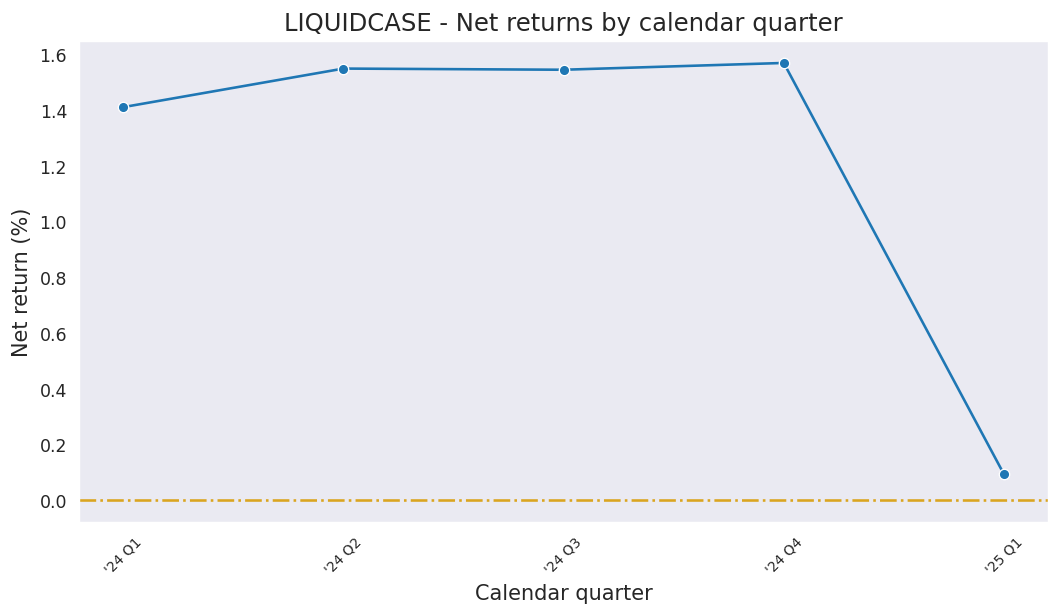 LIQUIDCASE - Net returns by calendar quarter
Net return (%)
1.6
1.4
1.2
1.0
0.8
0.6
0.4
0.2
0.0
'24 Q1
'24 Q2
'24 Q3
'24 Q4
'25 Q1
Calendar quarter